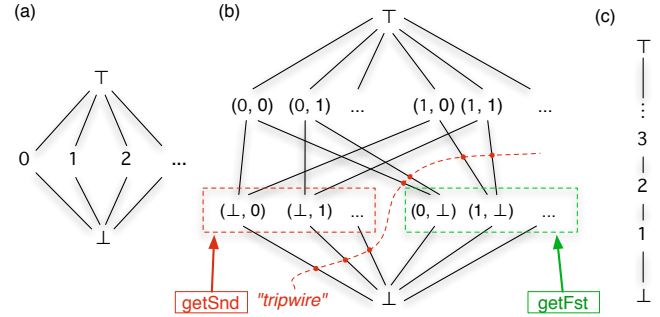 (a)
⊤
0 1 2 ...
⊥
(b)
⊤
(0, 0) (0, 1) ... (1, 0) (1, 1) ...
(⊥, 0) (⊥, 1) ... (0, ⊥) (1, ⊥) ...
getSnd "tripwire" ⊥ getFst
(c)
⊤
⋮
3
2
1
⊥